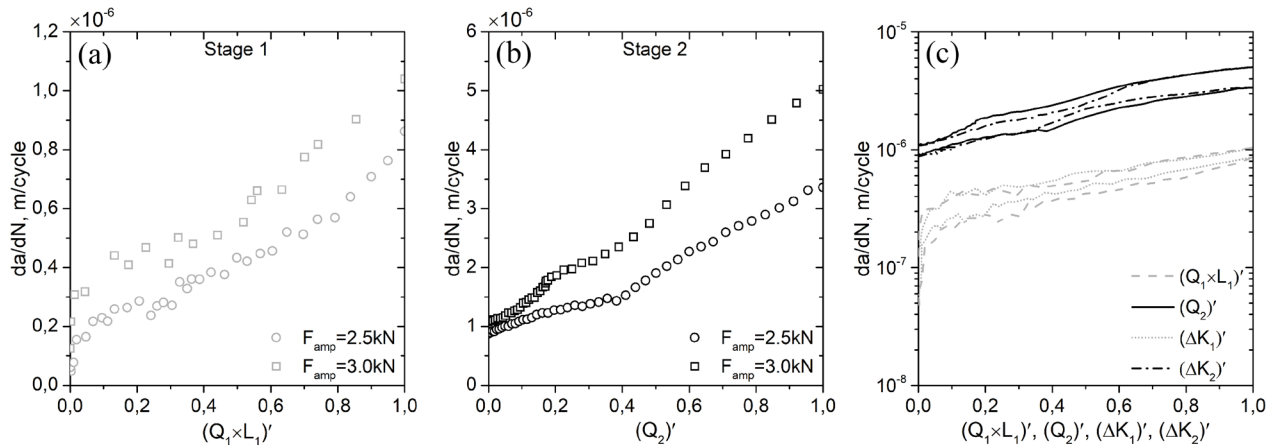 ×10⁻⁶
1,2
(a)
Stage 1
1,0
0,8
0,6
0,4
0,2
0,0
da/dN, m/cycle
F_amp=2.5kN
F_amp=3.0kN
0,0 0,2 0,4 0,6 0,8 1,0
(Q₁×L₁)′
×10⁻⁶
6
(b)
Stage 2
5
4
3
2
1
0
da/dN, m/cycle
F_amp=2.5kN
F_amp=3.0kN
0,0 0,2 0,4 0,6 0,8 1,0
(Q₂)′
10⁻⁵
(c)
10⁻⁶
10⁻⁷
10⁻⁸
da/dN, m/cycle
(Q₁×L₁)′
(Q₂)′
(ΔK₁)′
(ΔK₂)′
0,0 0,2 0,4 0,6 0,8 1,0
(Q₁×L₁)′, (Q₂)′, (ΔK₁)′, (ΔK₂)′